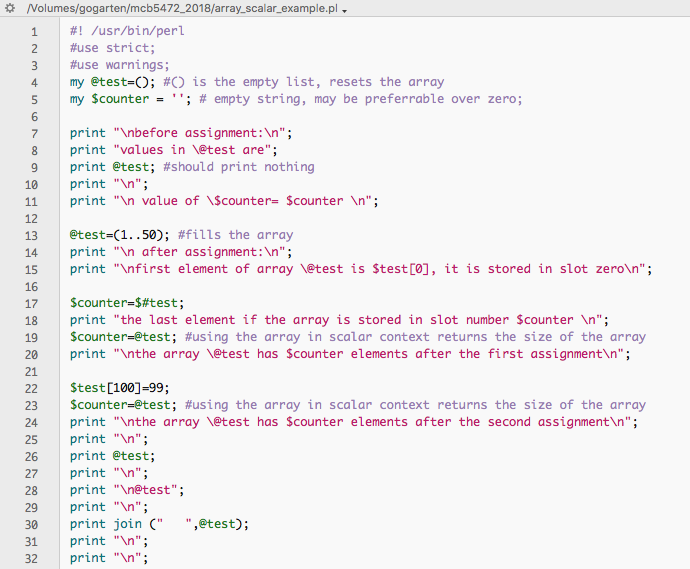 /Volumes/gogarten/mcb5472_2018/array_scalar_example.pl
1 #! /usr/bin/perl
2 #use strict;
3 #use warnings;
4 my @test=(); #() is the empty list, resets the array
5 my $counter = ''; # empty string, may be preferrable over zero;
6
7 print "\nbefore assignment:\n";
8 print "values in \@test are";
9 print @test; #should print nothing
10 print "\n";
11 print "\n value of \$counter= $counter \n";
12
13 @test=(1..50); #fills the array
14 print "\n after assignment:\n";
15 print "\nfirst element of array \@test is $test[0], it is stored in slot zero\n";
16
17 $counter=$#test;
18 print "the last element if the array is stored in slot number $counter \n";
19 $counter=@test; #using the array in scalar context returns the size of the array
20 print "\nthe array \@test has $counter elements after the first assignment\n";
21
22 $test[100]=99;
23 $counter=@test; #using the array in scalar context returns the size of the array
24 print "\nthe array \@test has $counter elements after the second assignment\n";
25 print "\n";
26 print @test;
27 print "\n";
28 print "\n@test";
29 print "\n";
30 print join ("   ",@test);
31 print "\n";
32 print "\n";